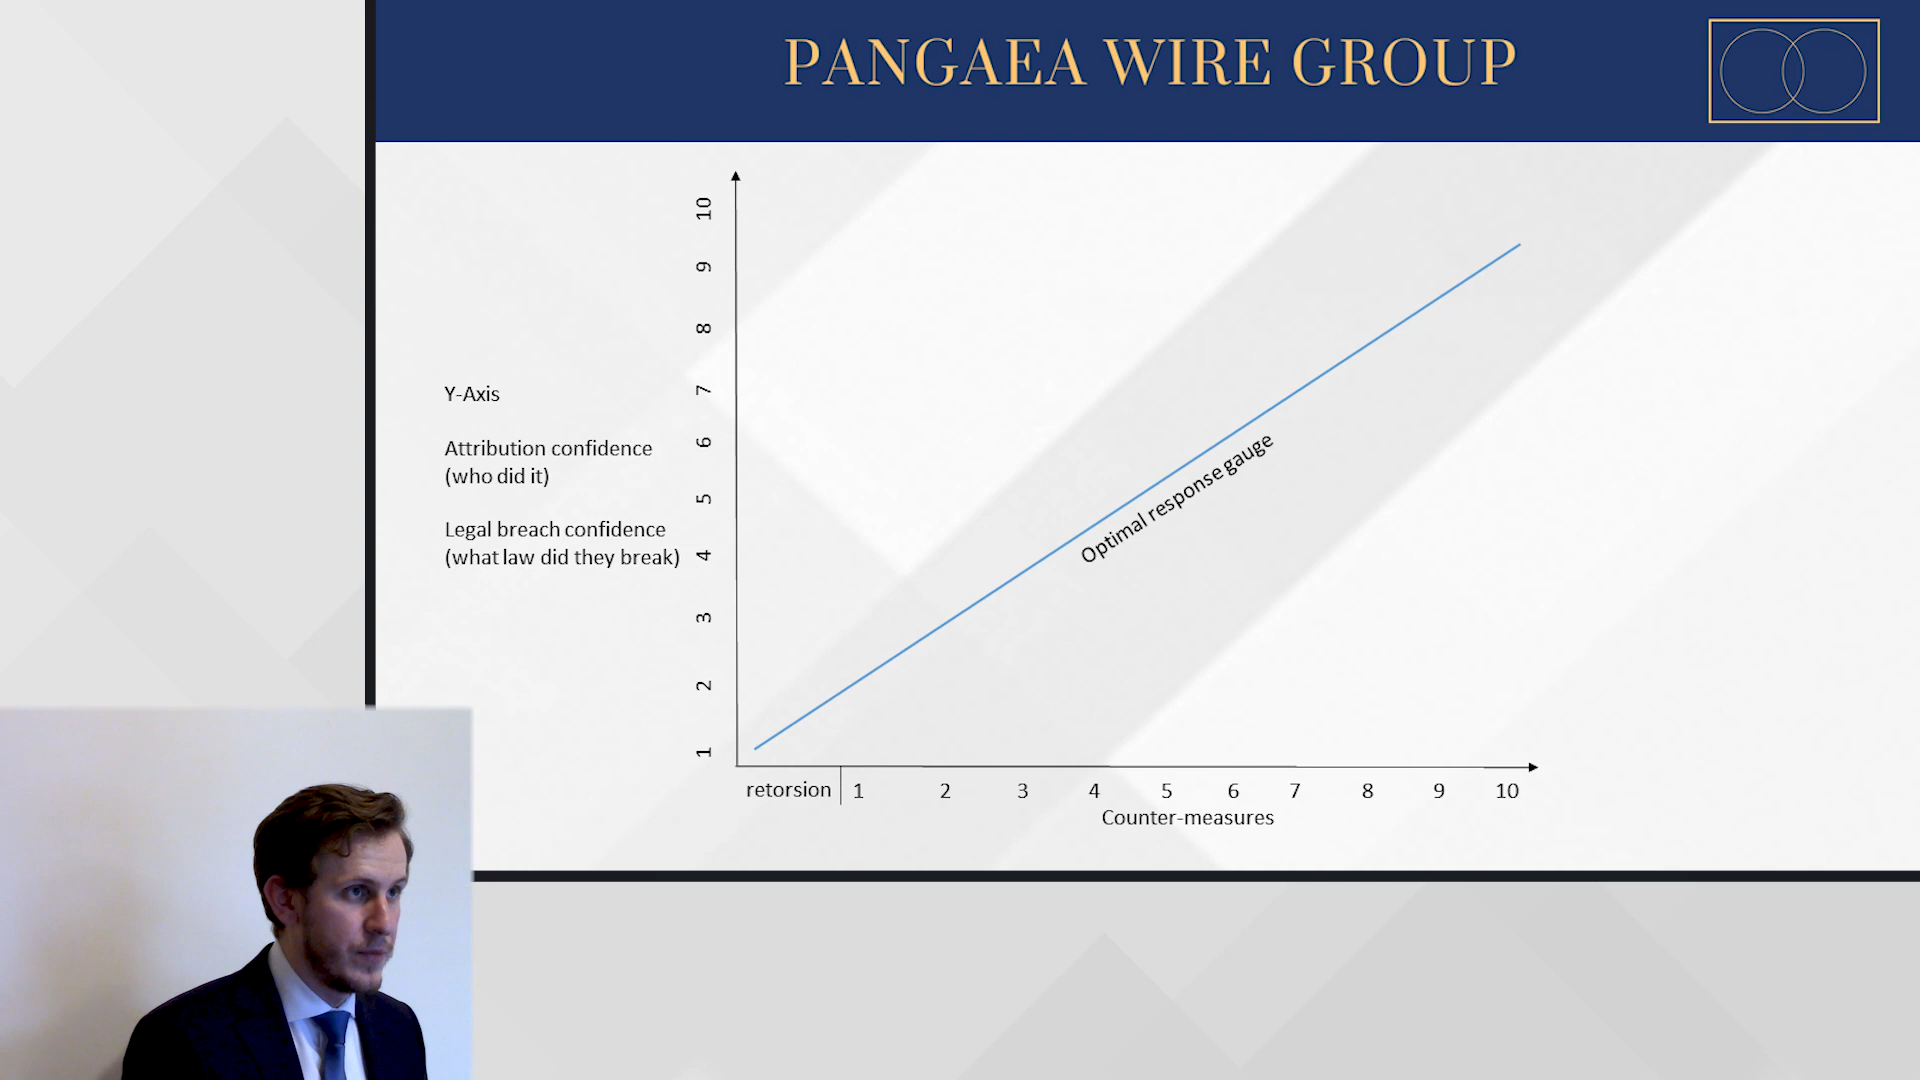 PANGAEA WIRE GROUP
10
9
8
7
6
5
4
3
2
1
Y-Axis
Attribution confidence
(who did it)
Legal breach confidence
(what law did they break)
Optimal response gauge
retorsion 1 2 3 4 5 6 7 8 9 10
Counter-measures